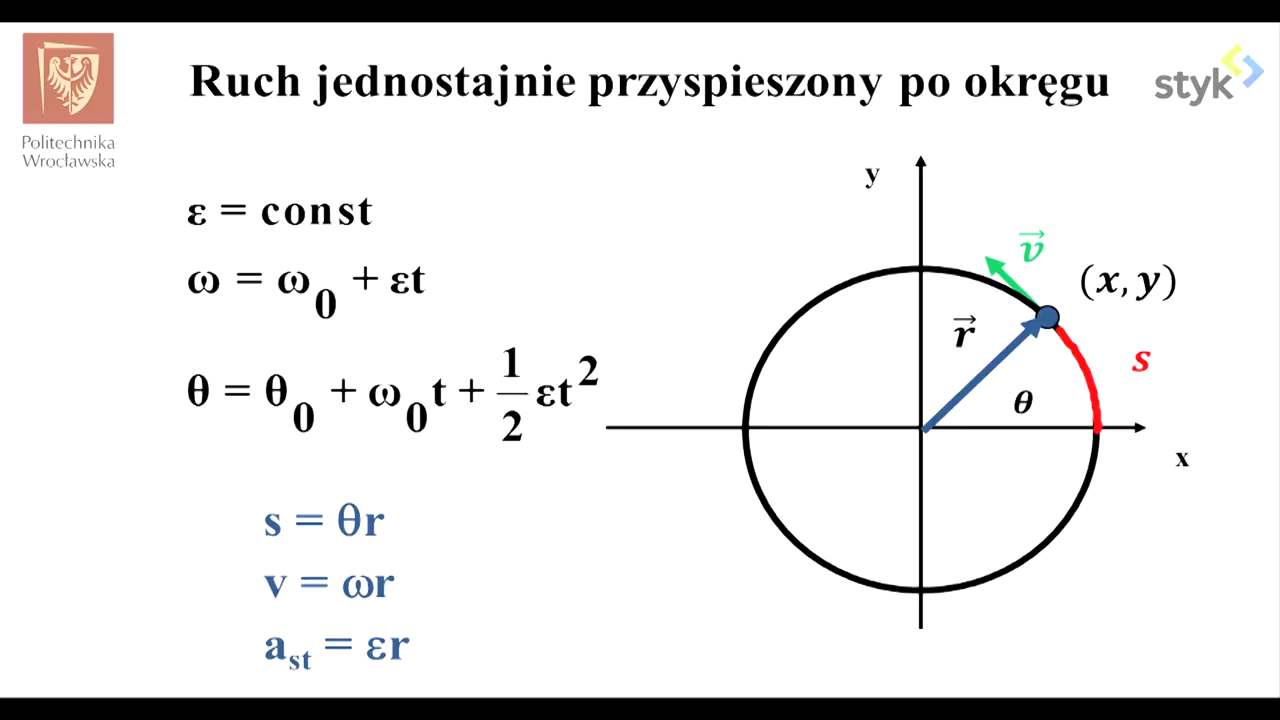 Politechnika
Wrocławska
Ruch jednostajnie przyspieszony po okręgu
styk
ε = const
ω = ω₀ + εt
θ = θ₀ + ω₀t + 1/2 εt²
s = θr
v = ωr
aₛₜ = εr
y
v⃗
(x, y)
r⃗
s
θ
x